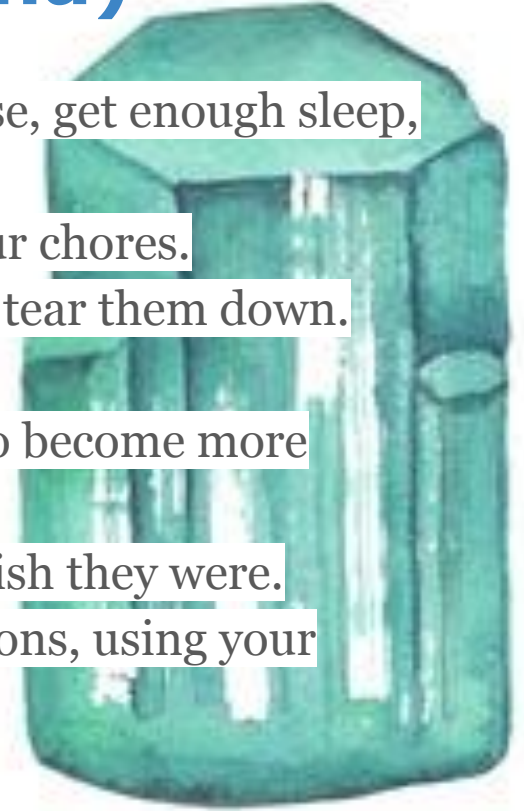 se, get enough sleep,
ur chores.
tear them down.
o become more
ish they were.
ons, using your